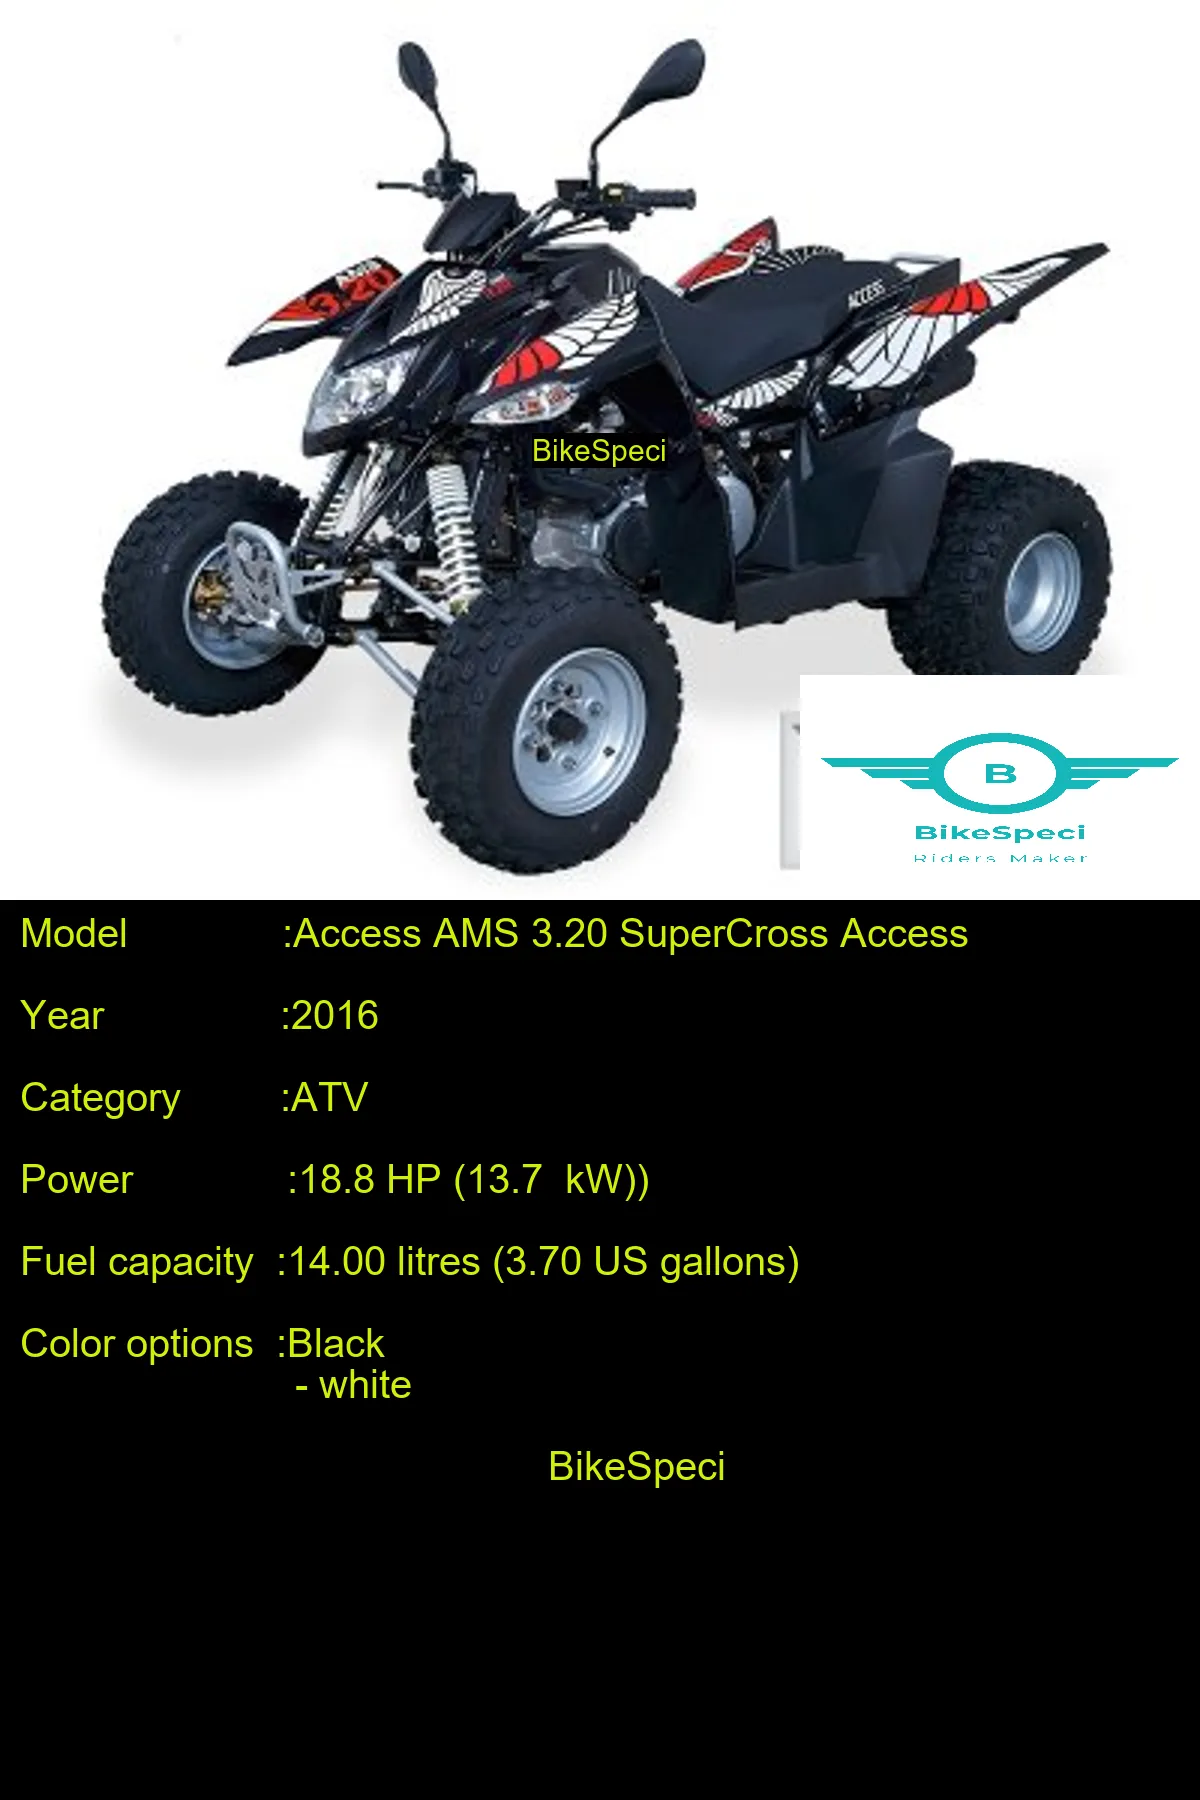 AMS
3.20
ACCESS
BikeSpeci
B
BikeSpeci
Riders Maker
Model :Access AMS 3.20 SuperCross Access
Year :2016
Category :ATV
Power :18.8 HP (13.7 kW))
Fuel capacity :14.00 litres (3.70 US gallons)
Color options :Black
- white
BikeSpeci